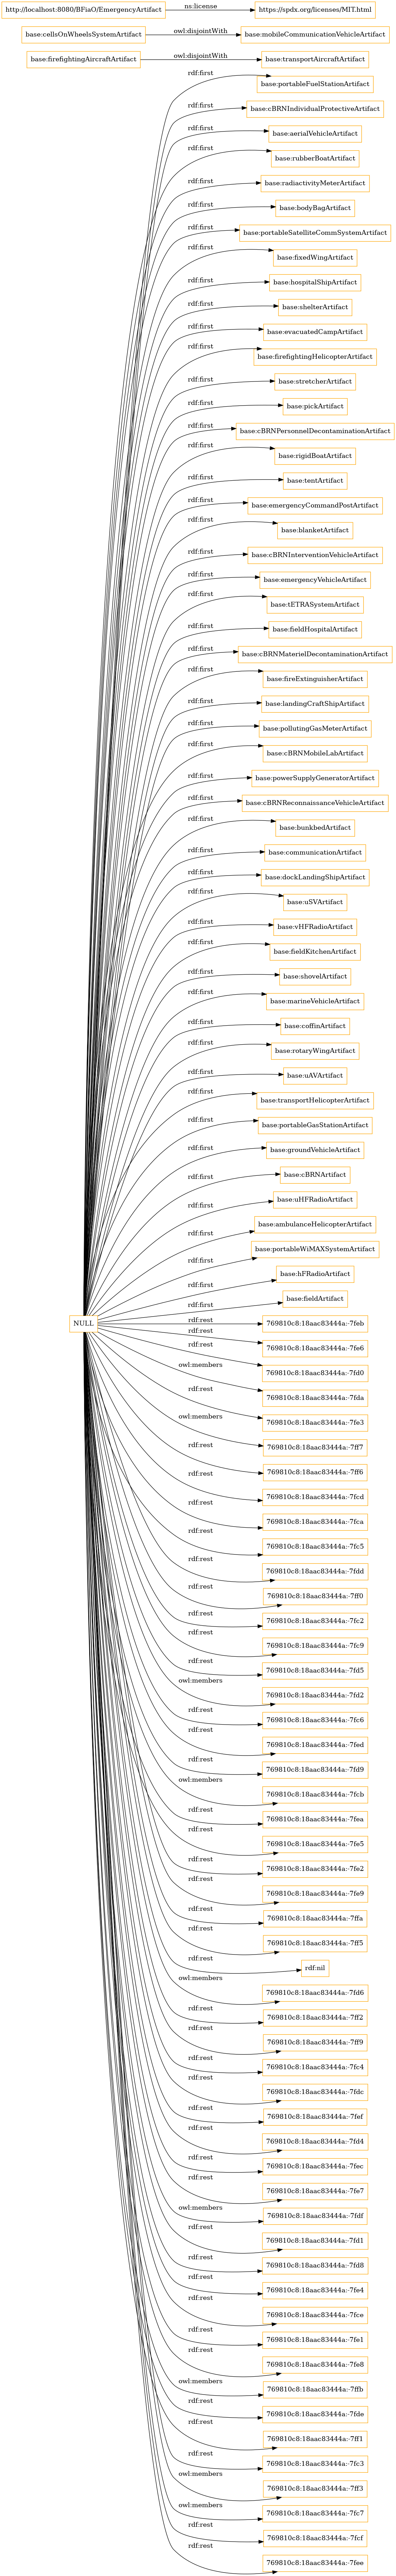 http://localhost:8080/BFiaO/EmergencyArtifact ns:license https://spdx.org/licenses/MIT.html
base:cellsOnWheelsSystemArtifact owl:disjointWith base:mobileCommunicationVehicleArtifact
base:firefightingAircraftArtifact owl:disjointWith base:transportAircraftArtifact
rdf:first base:portableFuelStationArtifact
rdf:first base:cBRNIndividualProtectiveArtifact
rdf:first base:aerialVehicleArtifact
rdf:first base:rubberBoatArtifact
rdf:first base:radiactivityMeterArtifact
rdf:first base:bodyBagArtifact
rdf:first base:portableSatelliteCommSystemArtifact
rdf:first base:fixedWingArtifact
rdf:first base:hospitalShipArtifact
rdf:first base:shelterArtifact
rdf:first base:evacuatedCampArtifact
rdf:first base:firefightingHelicopterArtifact
rdf:first base:stretcherArtifact
rdf:first base:pickArtifact
rdf:first base:cBRNPersonnelDecontaminationArtifact
rdf:first base:rigidBoatArtifact
rdf:first base:tentArtifact
rdf:first base:emergencyCommandPostArtifact
rdf:first base:blanketArtifact
rdf:first base:cBRNInterventionVehicleArtifact
rdf:first base:emergencyVehicleArtifact
rdf:first base:tETRASystemArtifact
rdf:first base:fieldHospitalArtifact
rdf:first base:cBRNMaterielDecontaminationArtifact
rdf:first base:fireExtinguisherArtifact
rdf:first base:landingCraftShipArtifact
rdf:first base:pollutingGasMeterArtifact
rdf:first base:cBRNMobileLabArtifact
rdf:first base:powerSupplyGeneratorArtifact
rdf:first base:cBRNReconnaissanceVehicleArtifact
rdf:first base:bunkbedArtifact
rdf:first base:communicationArtifact
rdf:first base:dockLandingShipArtifact
rdf:first base:uSVArtifact
rdf:first base:vHFRadioArtifact
rdf:first base:fieldKitchenArtifact
rdf:first base:shovelArtifact
rdf:first base:marineVehicleArtifact
rdf:first base:coffinArtifact
rdf:first base:rotaryWingArtifact
rdf:first base:uAVArtifact
rdf:first base:transportHelicopterArtifact
rdf:first base:portableGasStationArtifact
rdf:first base:groundVehicleArtifact
rdf:first base:cBRNArtifact
rdf:first base:uHFRadioArtifact
rdf:first base:ambulanceHelicopterArtifact
rdf:first base:portableWiMAXSystemArtifact
rdf:first base:hFRadioArtifact
rdf:first base:fieldArtifact
NULL rdf:rest 769810c8:18aac83444a:-7feb
rdf:rest 769810c8:18aac83444a:-7fe6
rdf:rest 769810c8:18aac83444a:-7fd0
owl:members 769810c8:18aac83444a:-7fda
rdf:rest 769810c8:18aac83444a:-7fe3
owl:members 769810c8:18aac83444a:-7ff7
rdf:rest 769810c8:18aac83444a:-7ff6
rdf:rest 769810c8:18aac83444a:-7fcd
rdf:rest 769810c8:18aac83444a:-7fca
rdf:rest 769810c8:18aac83444a:-7fc5
rdf:rest 769810c8:18aac83444a:-7fdd
rdf:rest 769810c8:18aac83444a:-7ff0
rdf:rest 769810c8:18aac83444a:-7fc2
rdf:rest 769810c8:18aac83444a:-7fc9
rdf:rest 769810c8:18aac83444a:-7fd5
owl:members 769810c8:18aac83444a:-7fd2
rdf:rest 769810c8:18aac83444a:-7fc6
rdf:rest 769810c8:18aac83444a:-7fed
rdf:rest 769810c8:18aac83444a:-7fd9
owl:members 769810c8:18aac83444a:-7fcb
rdf:rest 769810c8:18aac83444a:-7fea
rdf:rest 769810c8:18aac83444a:-7fe5
rdf:rest 769810c8:18aac83444a:-7fe2
rdf:rest 769810c8:18aac83444a:-7fe9
rdf:rest 769810c8:18aac83444a:-7ffa
rdf:rest 769810c8:18aac83444a:-7ff5
rdf:rest rdf:nil
owl:members 769810c8:18aac83444a:-7fd6
rdf:rest 769810c8:18aac83444a:-7ff2
rdf:rest 769810c8:18aac83444a:-7ff9
rdf:rest 769810c8:18aac83444a:-7fc4
rdf:rest 769810c8:18aac83444a:-7fdc
rdf:rest 769810c8:18aac83444a:-7fef
rdf:rest 769810c8:18aac83444a:-7fd4
rdf:rest 769810c8:18aac83444a:-7fec
rdf:rest 769810c8:18aac83444a:-7fe7
owl:members 769810c8:18aac83444a:-7fdf
rdf:rest 769810c8:18aac83444a:-7fd1
rdf:rest 769810c8:18aac83444a:-7fd8
rdf:rest 769810c8:18aac83444a:-7fe4
rdf:rest 769810c8:18aac83444a:-7fce
rdf:rest 769810c8:18aac83444a:-7fe1
rdf:rest 769810c8:18aac83444a:-7fe8
owl:members 769810c8:18aac83444a:-7ffb
rdf:rest 769810c8:18aac83444a:-7fde
rdf:rest 769810c8:18aac83444a:-7ff1
rdf:rest 769810c8:18aac83444a:-7fc3
owl:members 769810c8:18aac83444a:-7ff3
owl:members 769810c8:18aac83444a:-7fc7
rdf:rest 769810c8:18aac83444a:-7fcf
rdf:rest 769810c8:18aac83444a:-7fee